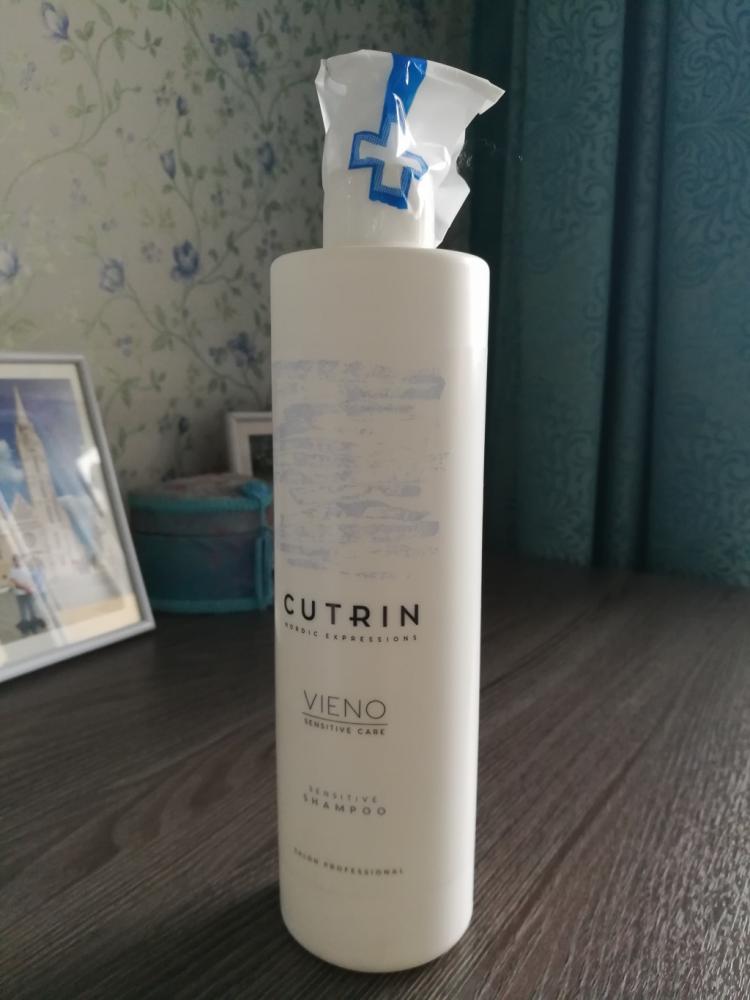 CUTRIN
NORDIC EXPRESSIONS
VIENO
SENSITIVE CARE
SENSITIVE
SHAMPOO
SALON PROFESSIONAL